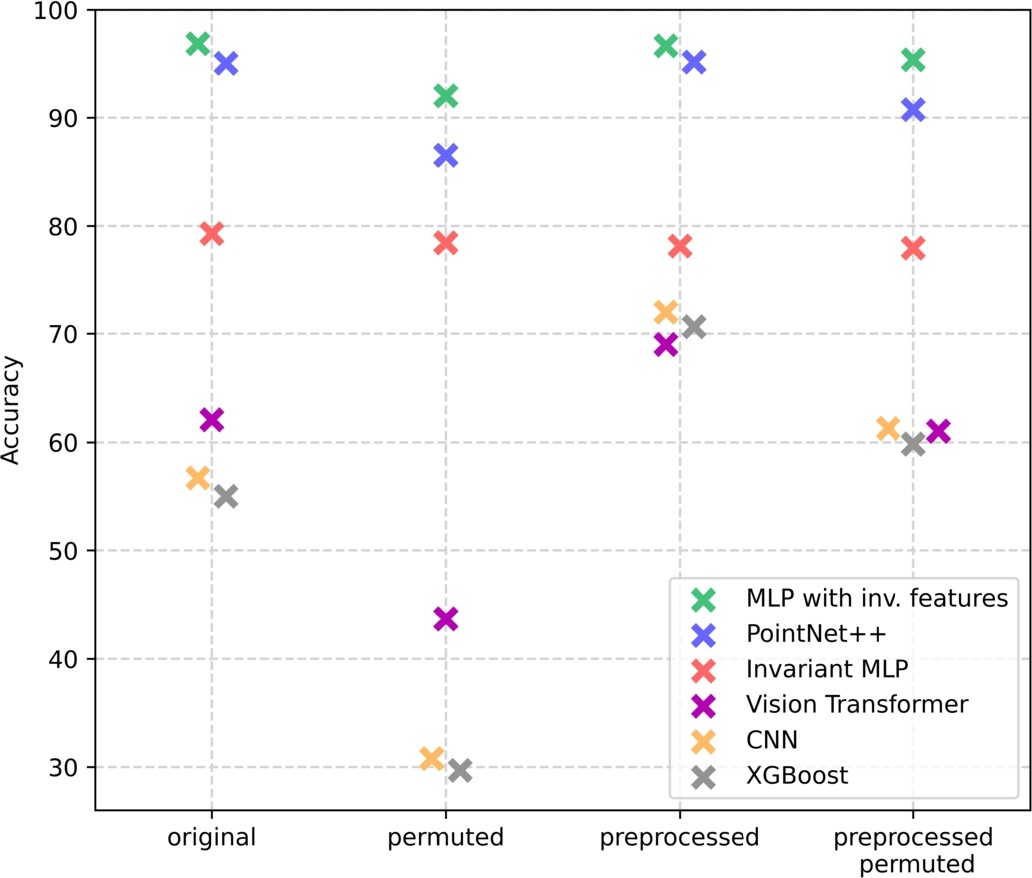 100
90
80
70
60
50
40
30
Accuracy
original
permuted
preprocessed
preprocessed
permuted
MLP with inv. features
PointNet++
Invariant MLP
Vision Transformer
CNN
XGBoost